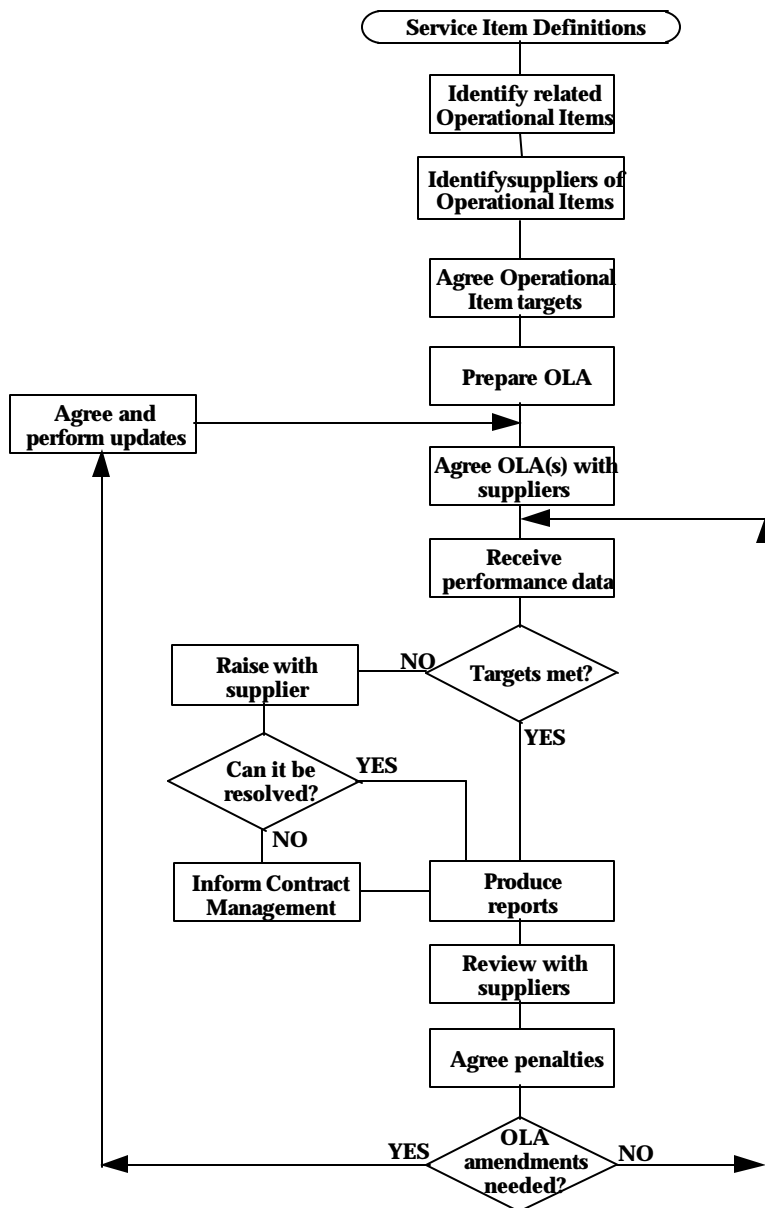 Service Item Definitions
Identify related
Operational Items
Identifysuppliers of
Operational Items
Agree Operational
Item targets
Prepare OLA
Agree and
perform updates
Agree OLA(s) with
suppliers
Receive
performance data
Raise with
supplier
NO
Targets met?
YES
Can it be
resolved?
YES
NO
Inform Contract
Management
Produce
reports
Review with
suppliers
Agree penalties
YES
OLA
amendments
needed?
NO